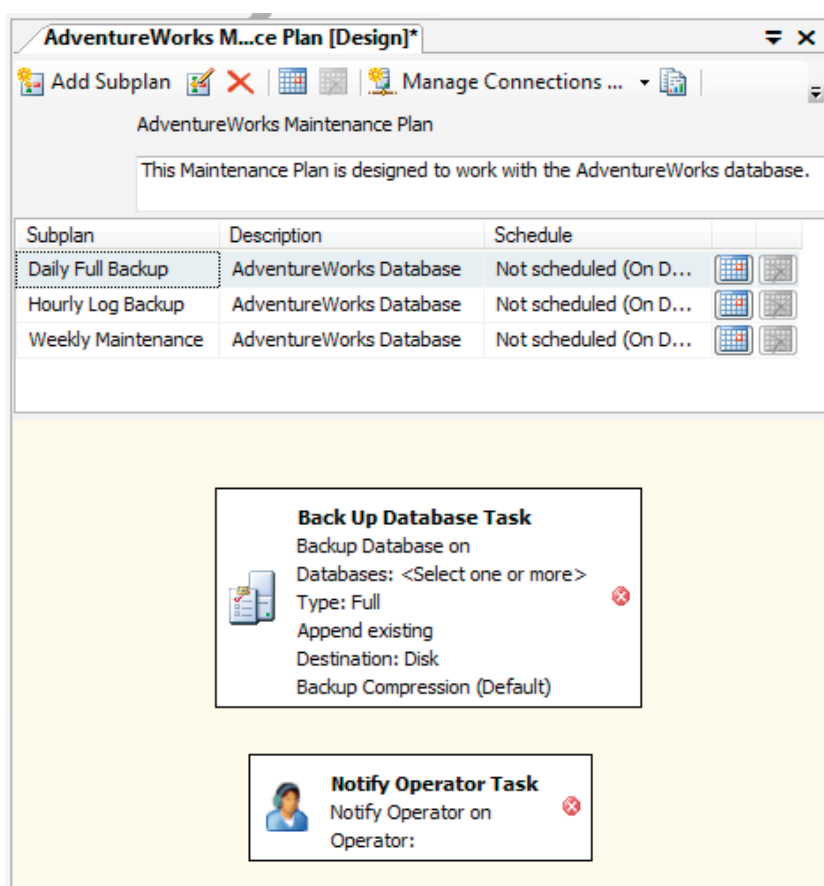 AdventureWorks M...ce Plan [Design]*
Add Subplan Manage Connections ...
AdventureWorks Maintenance Plan
This Maintenance Plan is designed to work with the AdventureWorks database.
Subplan Description Schedule
Daily Full Backup AdventureWorks Database Not scheduled (On D...
Hourly Log Backup AdventureWorks Database Not scheduled (On D...
Weekly Maintenance AdventureWorks Database Not scheduled (On D...
Back Up Database Task
Backup Database on
Databases: <Select one or more>
Type: Full
Append existing
Destination: Disk
Backup Compression (Default)
Notify Operator Task
Notify Operator on
Operator: